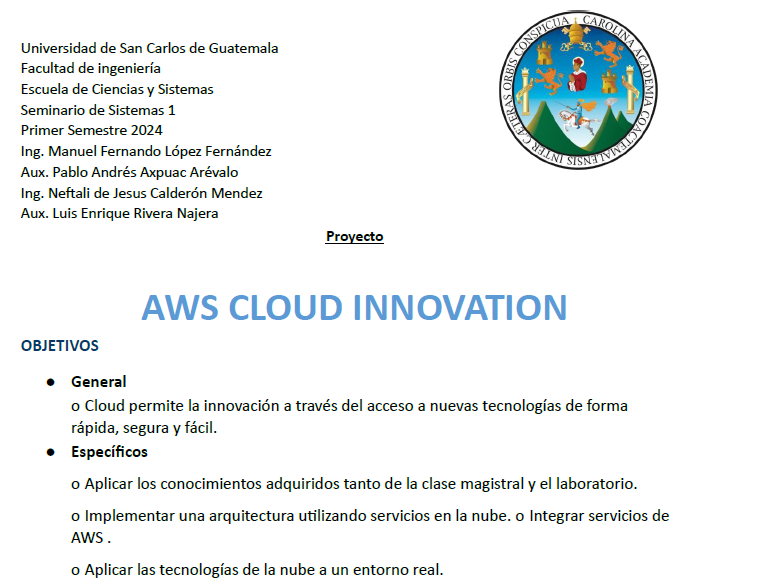 Universidad de San Carlos de Guatemala
Facultad de ingeniería
Escuela de Ciencias y Sistemas
Seminario de Sistemas 1
Primer Semestre 2024
Ing. Manuel Fernando López Fernández
Aux. Pablo Andrés Axpuac Arévalo
Ing. Neftali de Jesus Calderón Mendez
Aux. Luis Enrique Rivera Najera
CAROLINA ACADEMIA COACTEMALENSIS INTER CÆTERAS ORBIS CONSPICUA
Proyecto
AWS CLOUD INNOVATION
OBJETIVOS
● General
o Cloud permite la innovación a través del acceso a nuevas tecnologías de forma
rápida, segura y fácil.
● Específicos
o Aplicar los conocimientos adquiridos tanto de la clase magistral y el laboratorio.
o Implementar una arquitectura utilizando servicios en la nube. o Integrar servicios de
AWS .
o Aplicar las tecnologías de la nube a un entorno real.